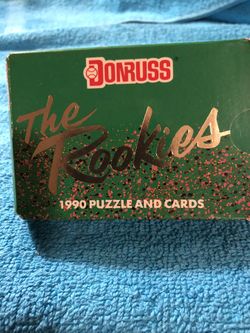 DONRUSS
The
Rookies
1990 PUZZLE AND CARDS